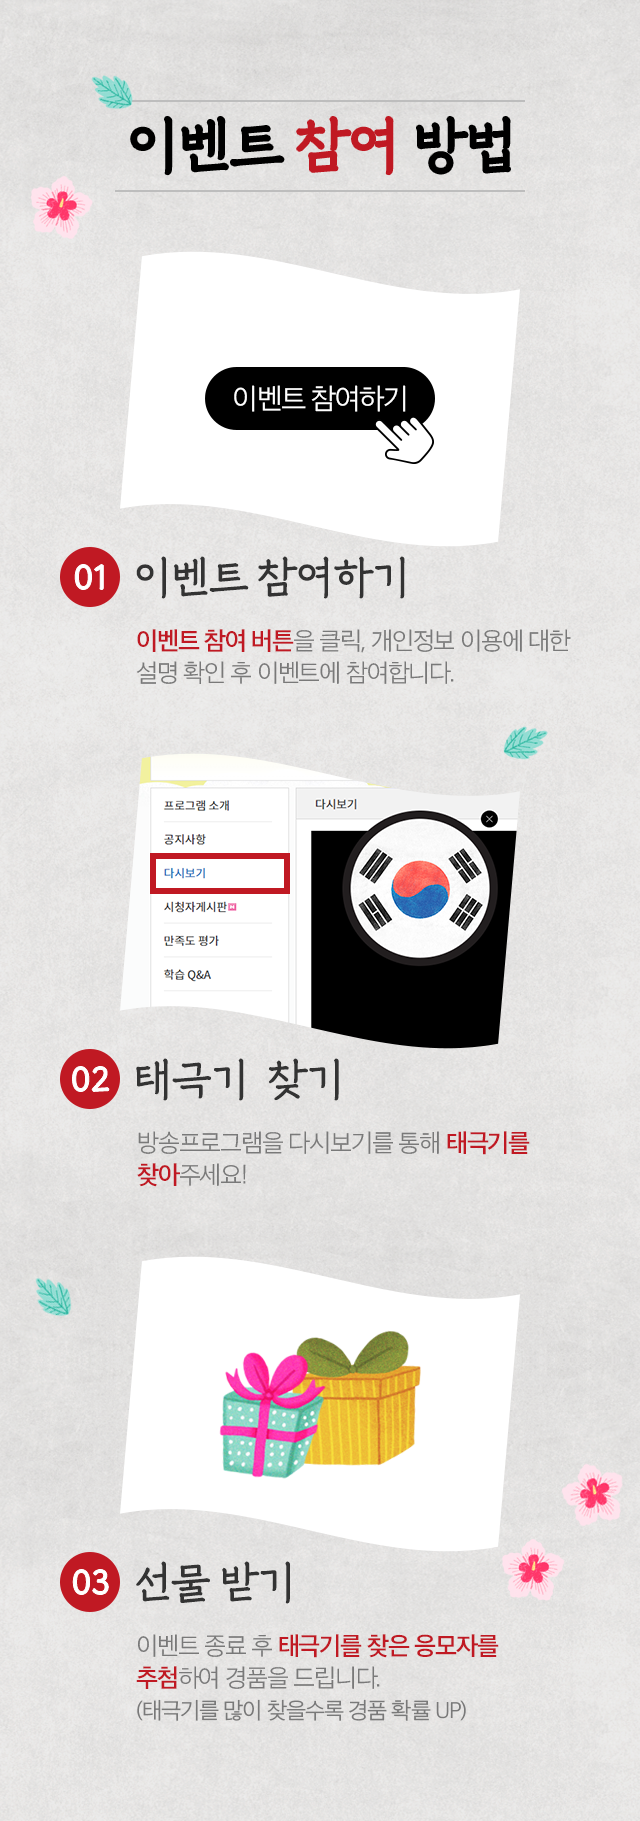 이벤트 참여 방법
이벤트 참여하기
01 이벤트 참여하기
이벤트 참여 버튼을 클릭, 개인정보 이용에 대한
설명 확인 후 이벤트에 참여합니다.
프로그램 소개
공지사항
다시보기
시청자게시판
만족도 평가
학습 Q&A
다시보기
02 태극기 찾기
방송프로그램을 다시보기를 통해 태극기를
찾아주세요!
03 선물 받기
이벤트 종료 후 태극기를 찾은 응모자를
추첨하여 경품을 드립니다.
(태극기를 많이 찾을수록 경품 확률 UP)